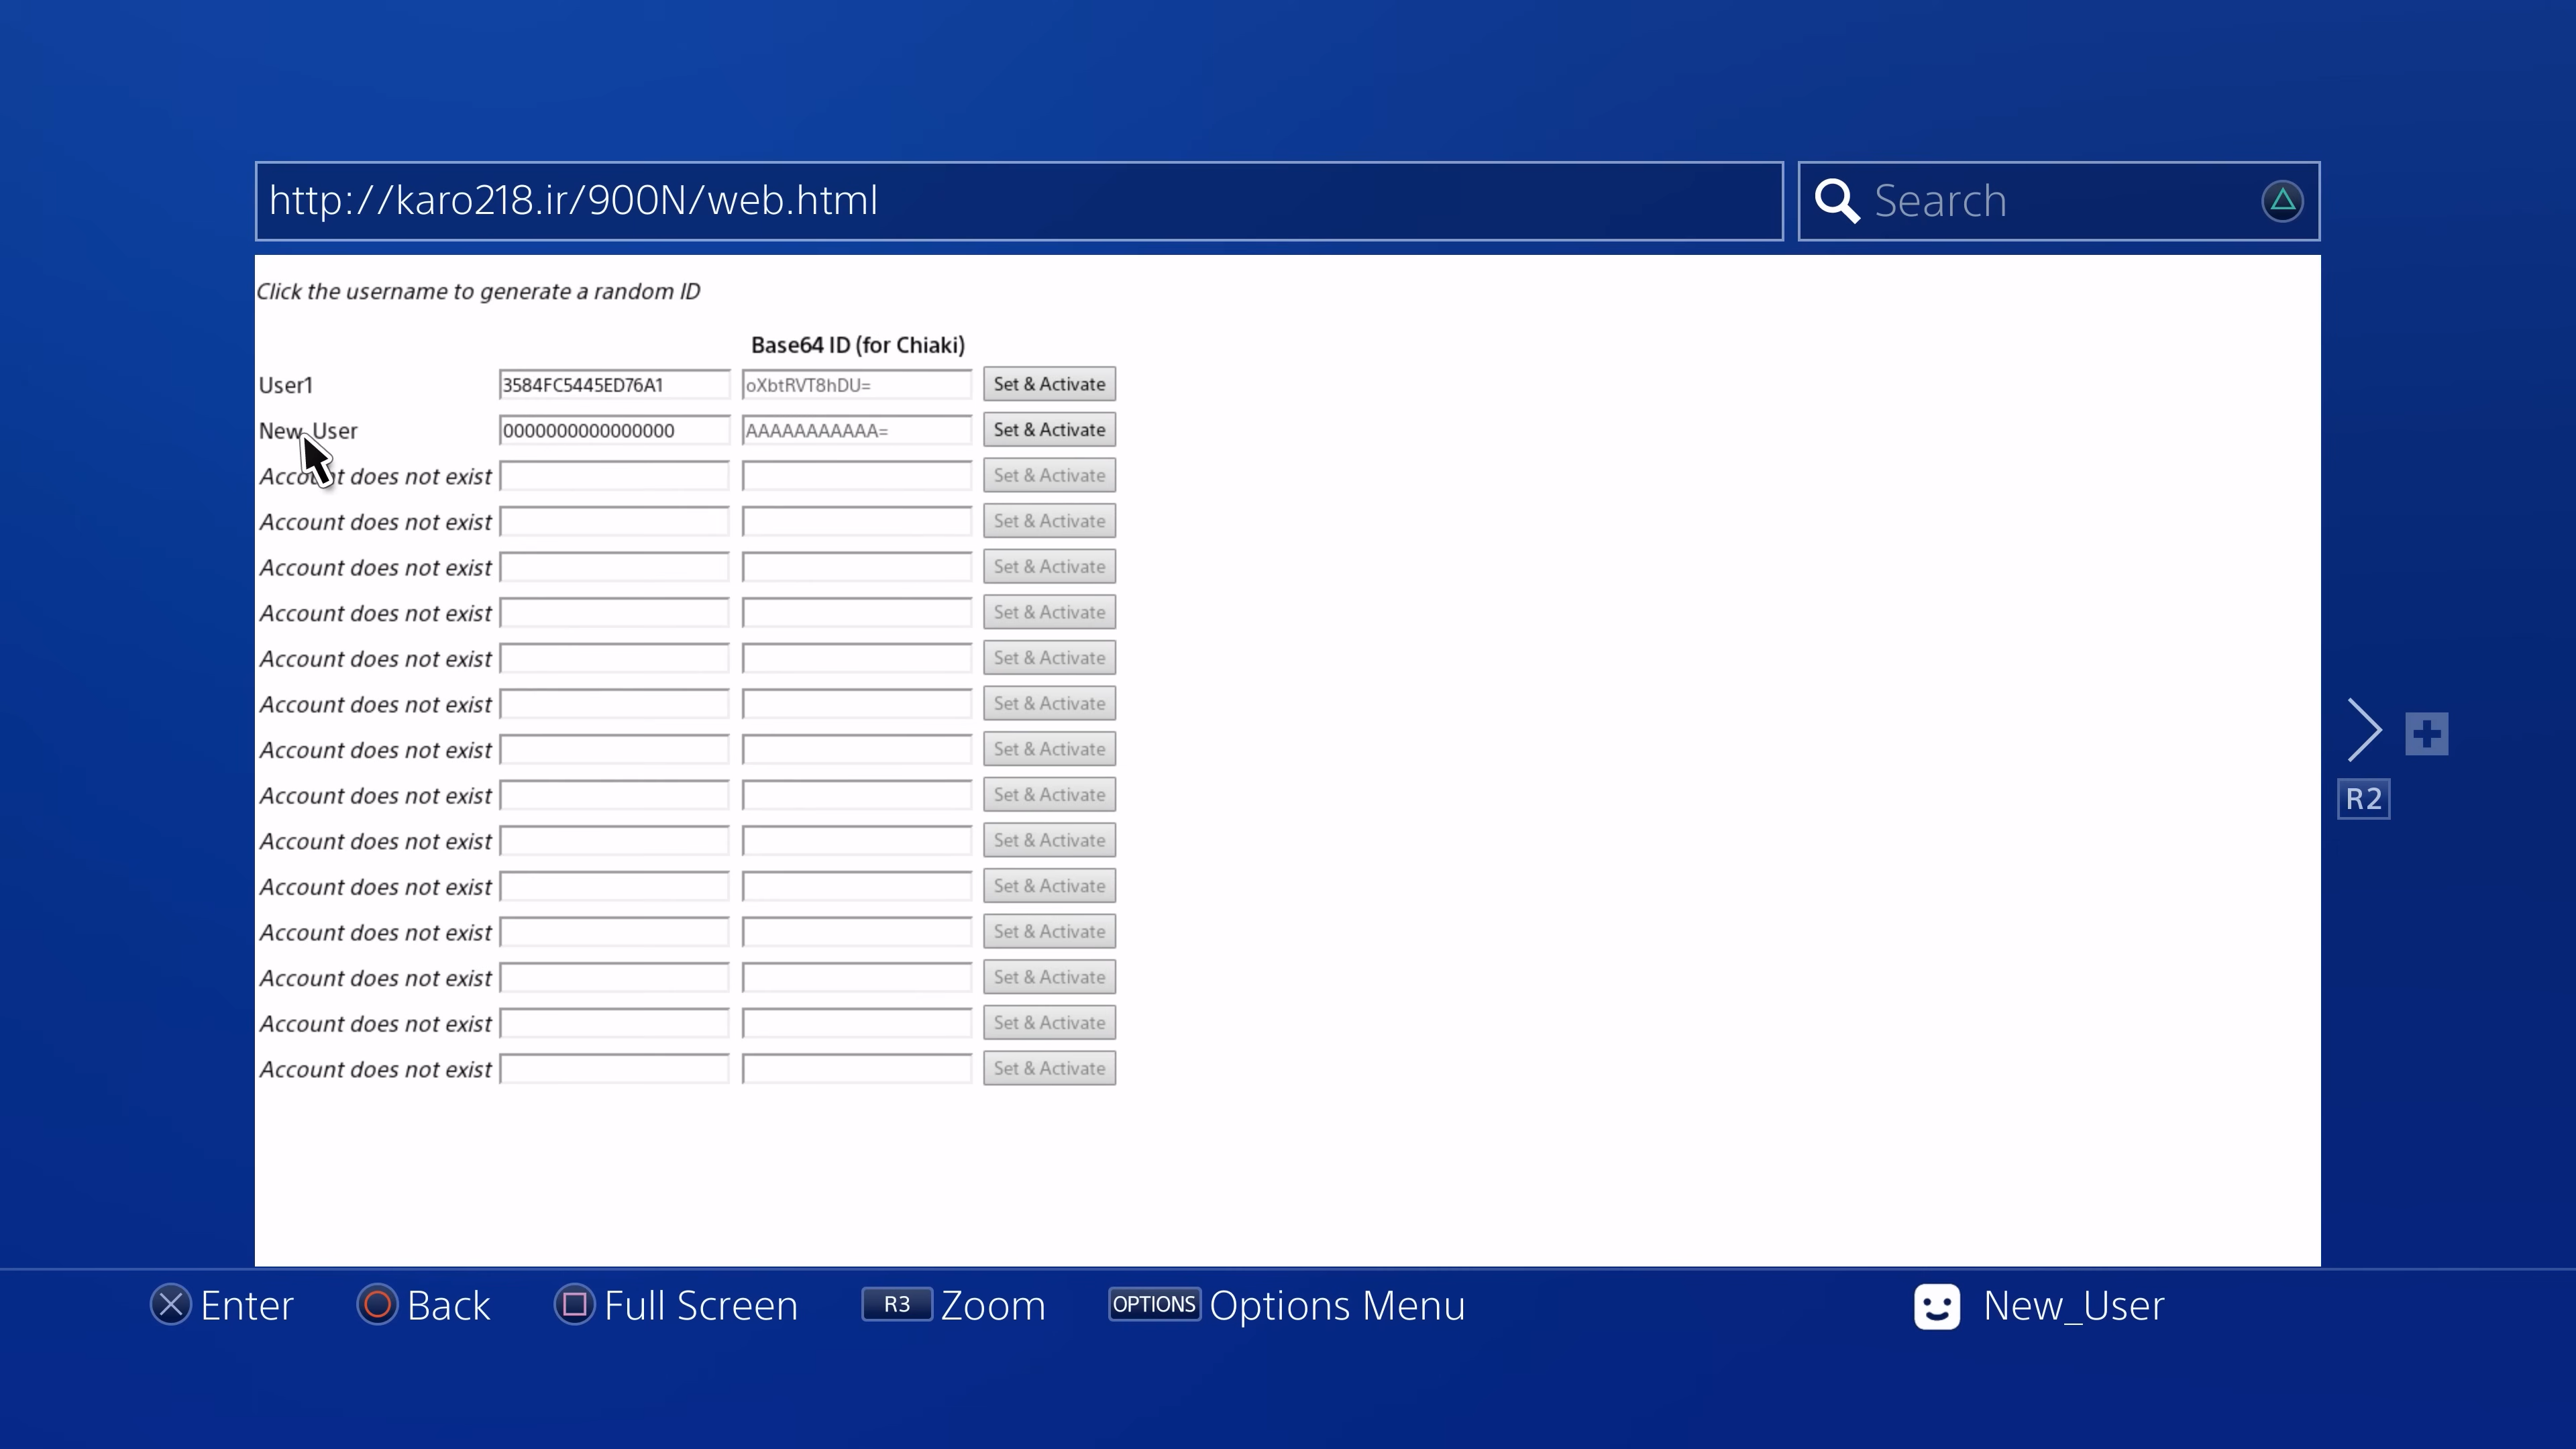 http://karo218.ir/900N/web.html
Search
Click the username to generate a random ID
Base64 ID (for Chiaki)
User1 3584FC5445ED76A1 oXbtRVT8hDU= Set & Activate
New_User 0000000000000000 AAAAAAAAAAA= Set & Activate
Account does not exist Set & Activate
Account does not exist Set & Activate
Account does not exist Set & Activate
Account does not exist Set & Activate
Account does not exist Set & Activate
Account does not exist Set & Activate
Account does not exist Set & Activate
Account does not exist Set & Activate
Account does not exist Set & Activate
Account does not exist Set & Activate
Account does not exist Set & Activate
Account does not exist Set & Activate
Account does not exist Set & Activate
Account does not exist Set & Activate
R2
Enter Back Full Screen R3 Zoom OPTIONS Options Menu New_User